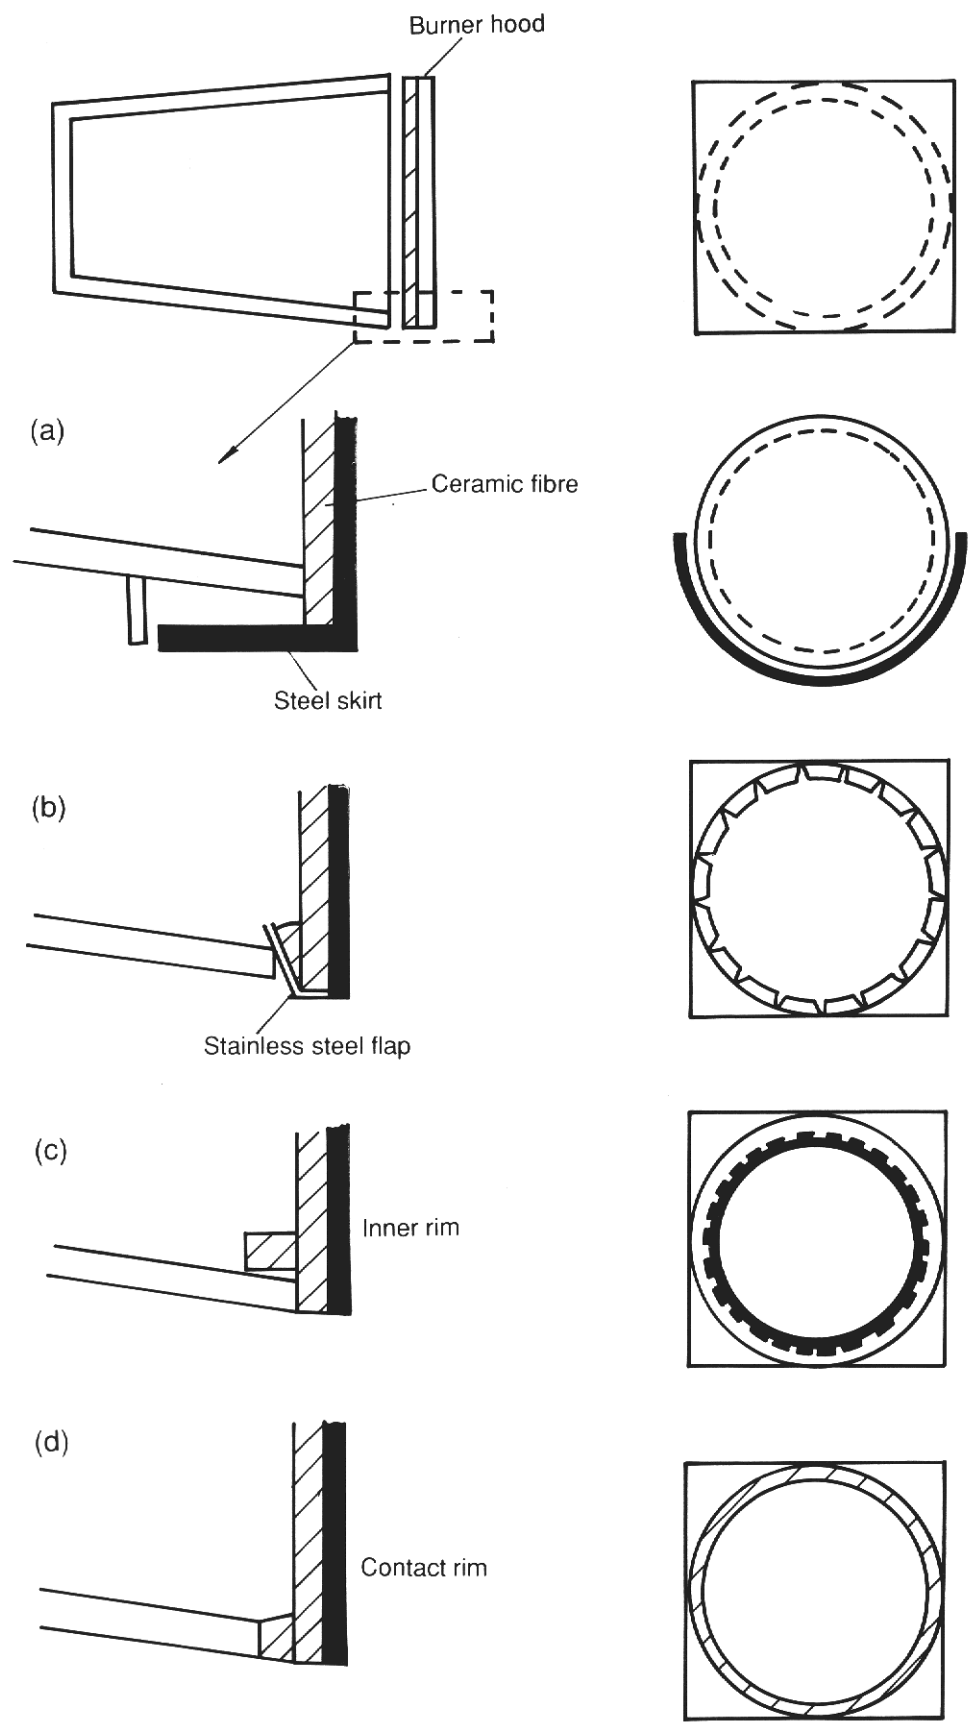 Burner hood
(a)
Ceramic fibre
Steel skirt
(b)
Stainless steel flap
(c)
Inner rim
(d)
Contact rim